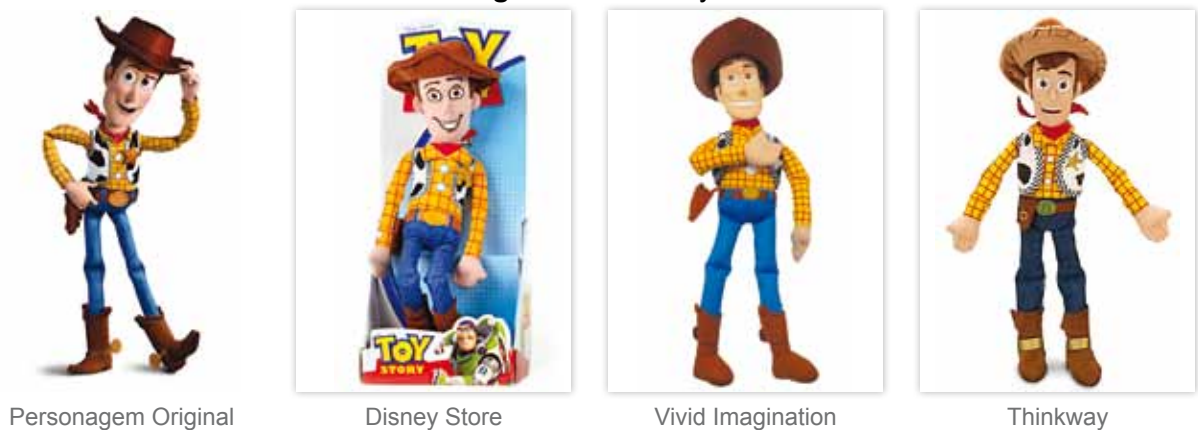 TOY
TOY
STORY
Personagem Original
Disney Store
Vivid Imagination
Thinkway